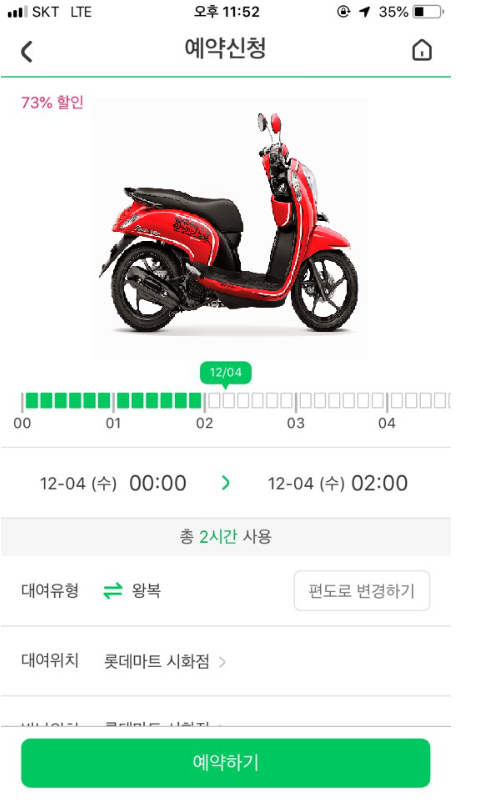 SKT LTE 오후 11:52 35%
예약신청
73% 할인
12/04
00 01 02 03 04
12-04 (수) 00:00 12-04 (수) 02:00
총 2시간 사용
대여유형 왕복 편도로 변경하기
대여위치 롯데마트 시화점 >
예약하기